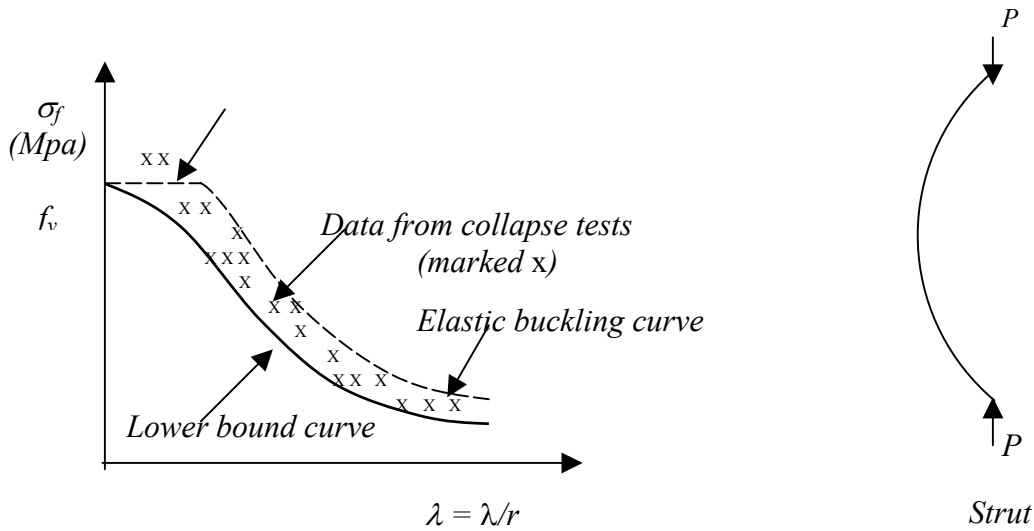 P
σf
(Mpa)
x x
fy
x x
Data from collapse tests
(marked x)
x
x x x
x
x x
Elastic buckling curve
x
x
x x x
x x x
Lower bound curve
P
λ = λ/r
Strut